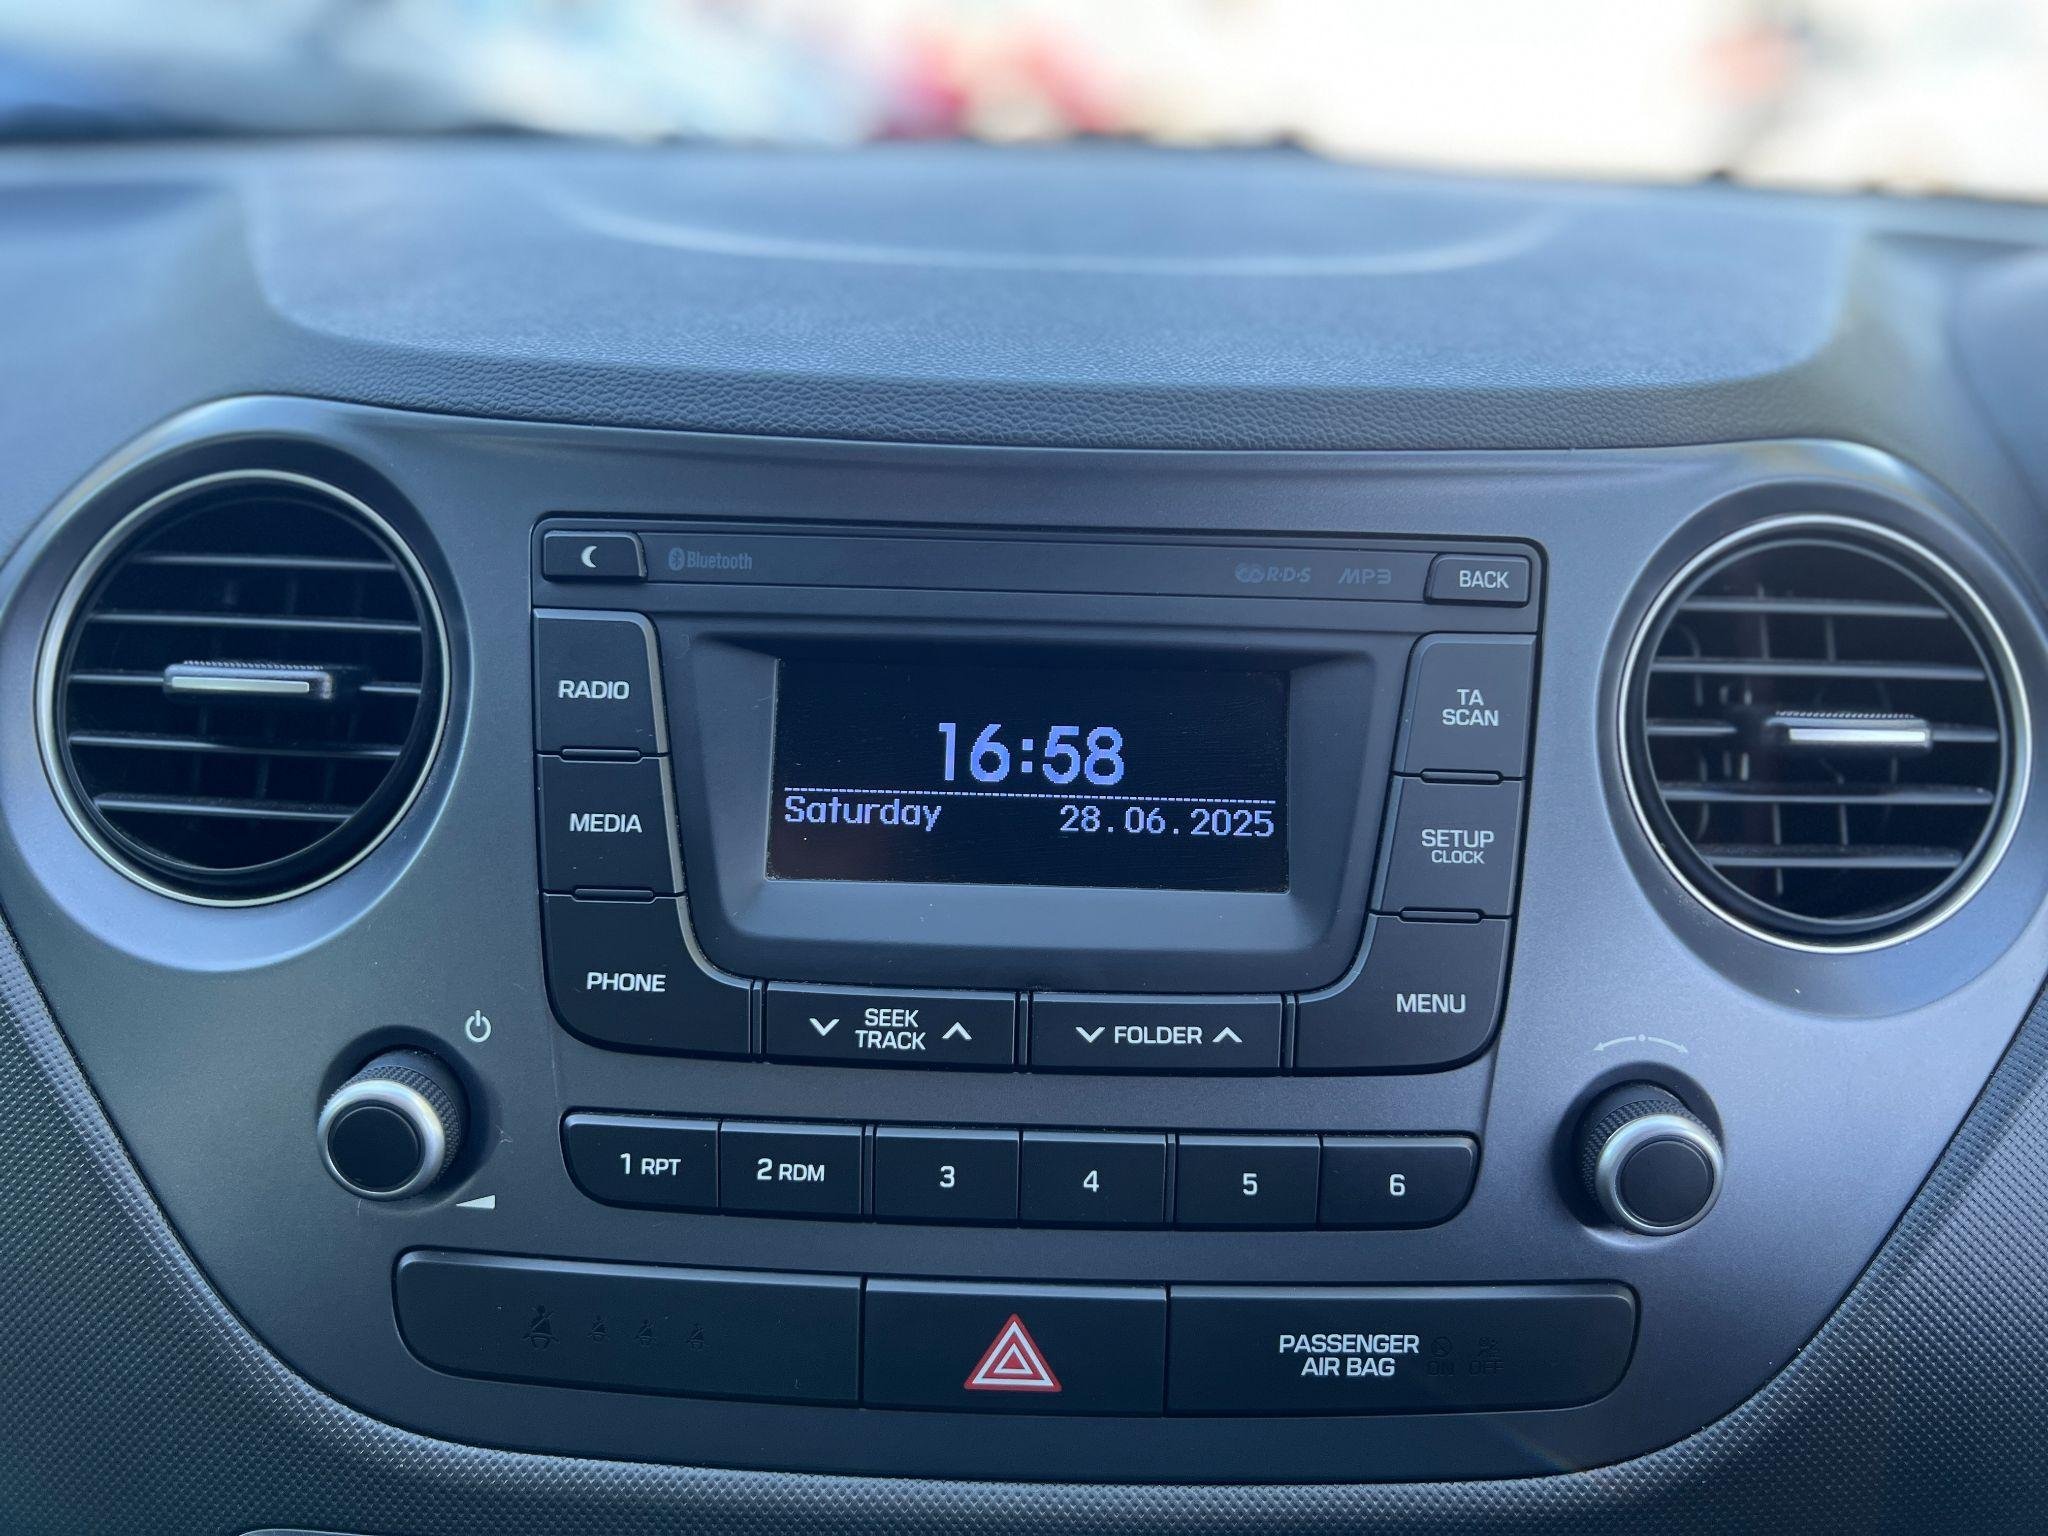 Bluetooth
R·D·S MP3
BACK
RADIO
TA
SCAN
16:58
Saturday 28.06.2025
MEDIA
SETUP
CLOCK
PHONE
MENU
SEEK
TRACK
FOLDER
1 RPT
2 RDM
3
4
5
6
PASSENGER
AIR BAG
ON OFF